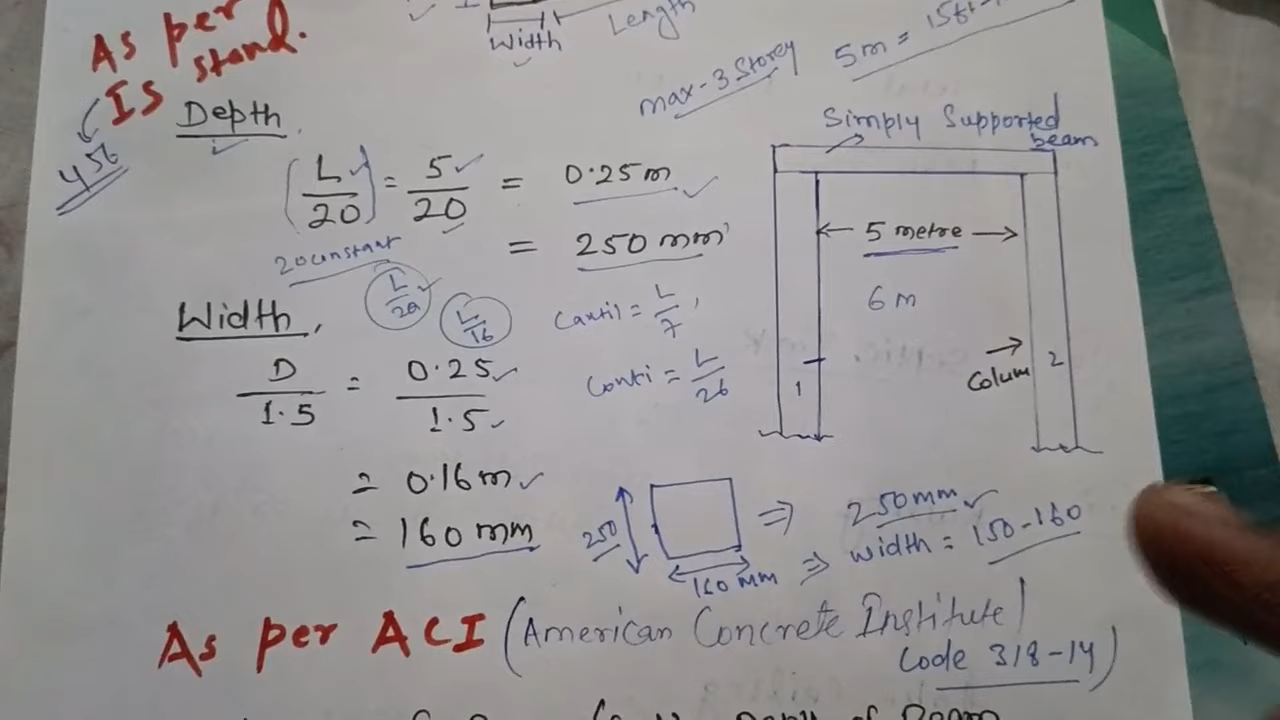 As per
IS stand.
456
Width
Length
max-3 Storey
5m =
Depth
L/20 = 5/20 = 0.25m
= 250 mm
20 constant
Simply Supported
beam
5 metre
6 m
Colum
1
2
Width,
L/20
L/16
Cantil = L/7,
Conti = L/26
D/1.5 = 0.25/1.5
= 0.16m
= 160 mm
250
160 mm
⇒ 250mm
⇒ width = 150-160
As per ACI (American Concrete Institute)
Code 318-14)